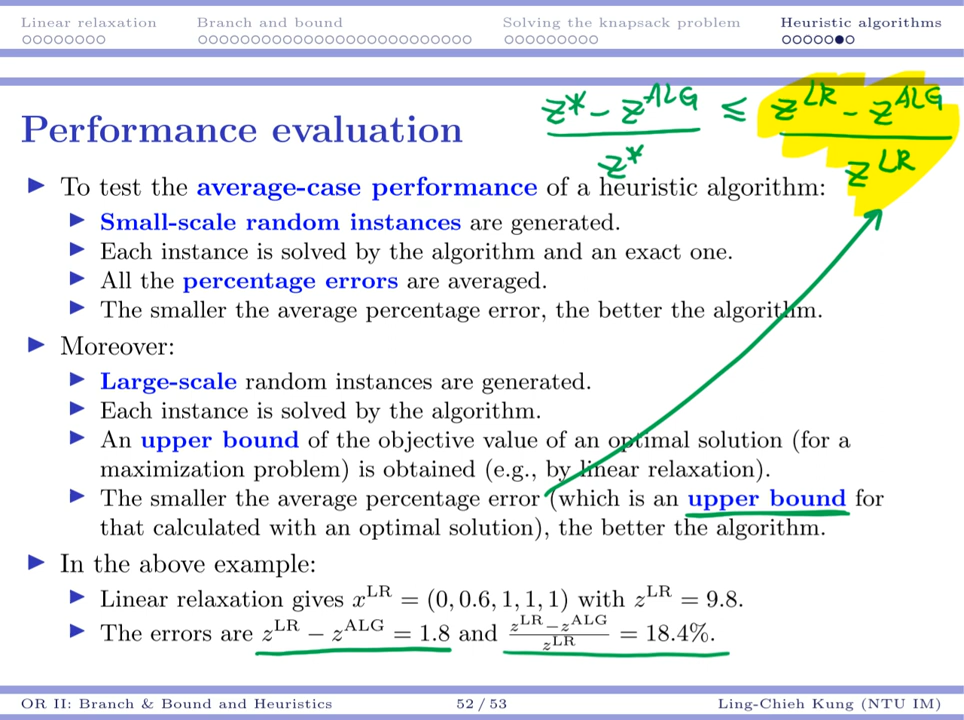 Linear relaxation Branch and bound Solving the knapsack problem Heuristic algorithms
Performance evaluation
z* − z^ALG / z* ≤ z^LR − z^ALG / z^LR
▶ To test the average-case performance of a heuristic algorithm:
▶ Small-scale random instances are generated.
▶ Each instance is solved by the algorithm and an exact one.
▶ All the percentage errors are averaged.
▶ The smaller the average percentage error, the better the algorithm.
▶ Moreover:
▶ Large-scale random instances are generated.
▶ Each instance is solved by the algorithm.
▶ An upper bound of the objective value of an optimal solution (for a
maximization problem) is obtained (e.g., by linear relaxation).
▶ The smaller the average percentage error (which is an upper bound for
that calculated with an optimal solution), the better the algorithm.
▶ In the above example:
▶ Linear relaxation gives x^LR = (0, 0.6, 1, 1, 1) with z^LR = 9.8.
▶ The errors are z^LR − z^ALG = 1.8 and z^LR−z^ALG / z^LR = 18.4%.
OR II: Branch & Bound and Heuristics 52 / 53 Ling-Chieh Kung (NTU IM)